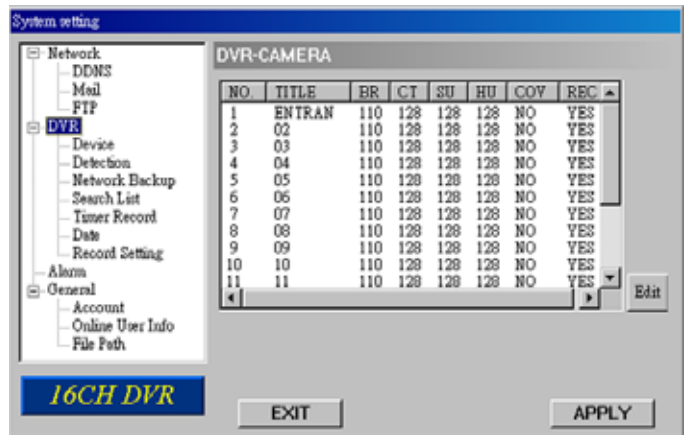 System setting
Network
DDNS
Mail
FTP
DVR
Device
Detection
Network Backup
Search List
Timer Record
Date
Record Setting
Alarm
General
Account
Online User Info
File Path
16CH DVR
DVR-CAMERA
NO. TITLE BR CT SU HU COV REC
1 ENTRAN 110 128 128 128 NO YES
2 02 110 128 128 128 NO YES
3 03 110 128 128 128 NO YES
4 04 110 128 128 128 NO YES
5 05 110 128 128 128 NO YES
6 06 110 128 128 128 NO YES
7 07 110 128 128 128 NO YES
8 08 110 128 128 128 NO YES
9 09 110 128 128 128 NO YES
10 10 110 128 128 128 NO YES
11 11 110 128 128 128 NO YES
Edit
EXIT
APPLY